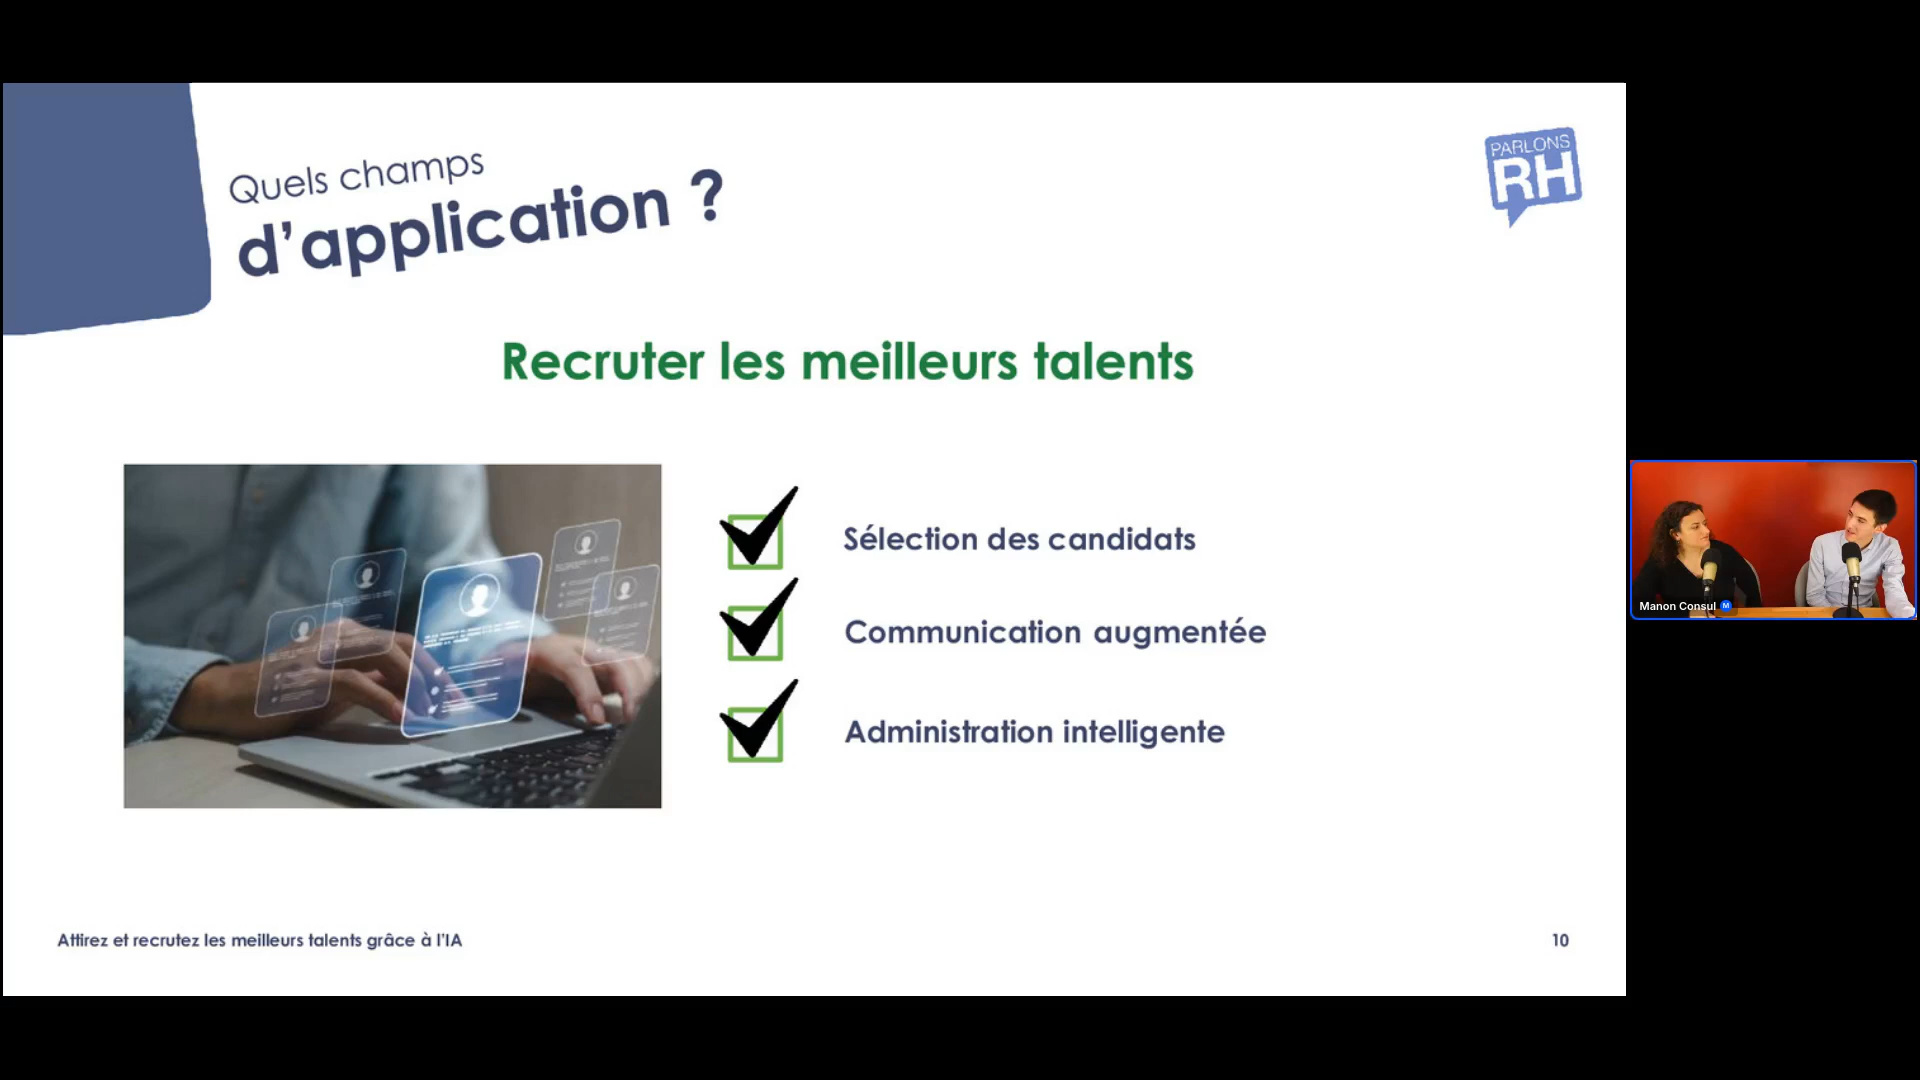 Quels champs
d’application ?
PARLONS
RH
Recruter les meilleurs talents
Sélection des candidats
Communication augmentée
Administration intelligente
Manon Consul
M
Attirez et recrutez les meilleurs talents grâce à l’IA
10